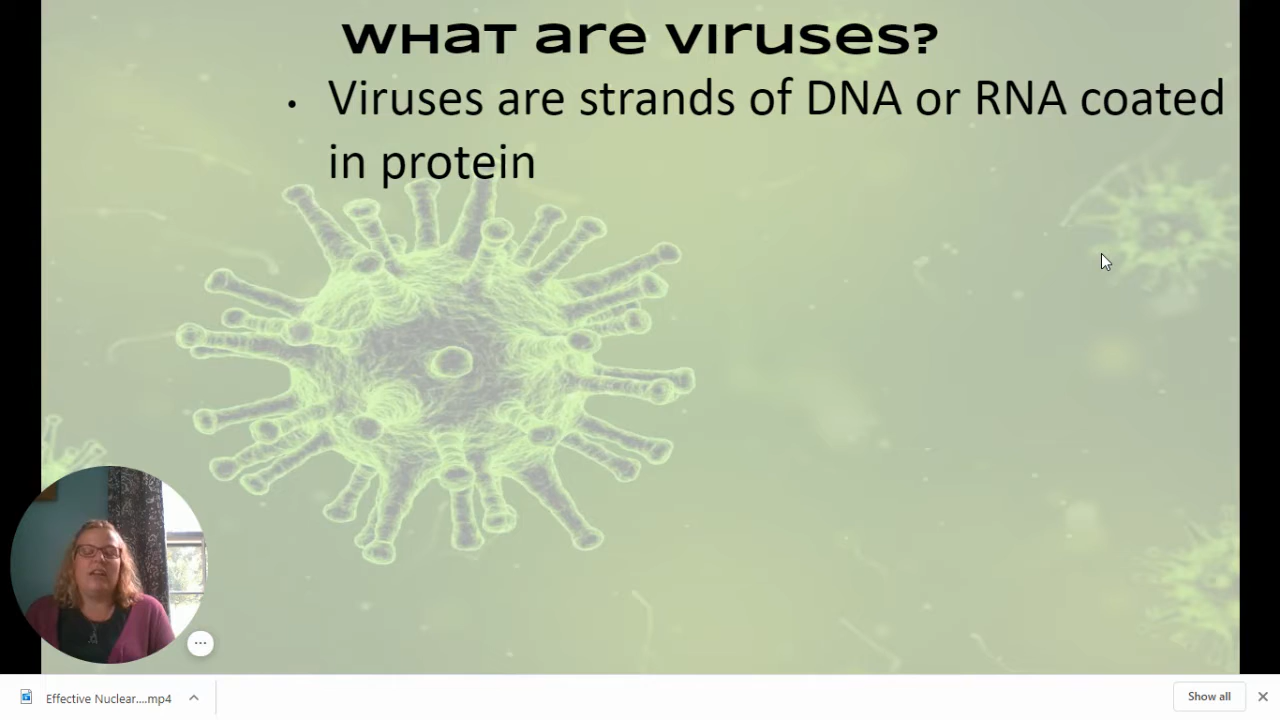 What are viruses?
• Viruses are strands of DNA or RNA coated
in protein
Effective Nuclear....mp4
Show all